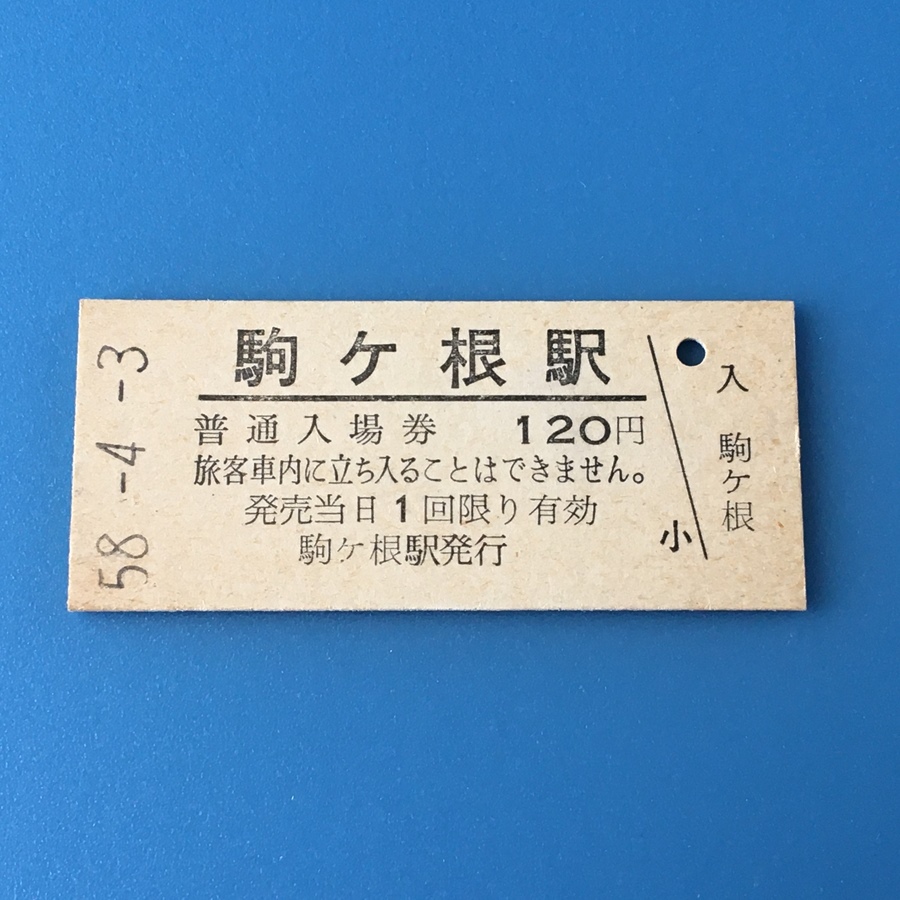 58-4-3
駒ケ根駅
普通入場券 120円
旅客車内に立ち入ることはできません。
発売当日1回限り有効
駒ケ根駅発行
小
入
駒ケ根